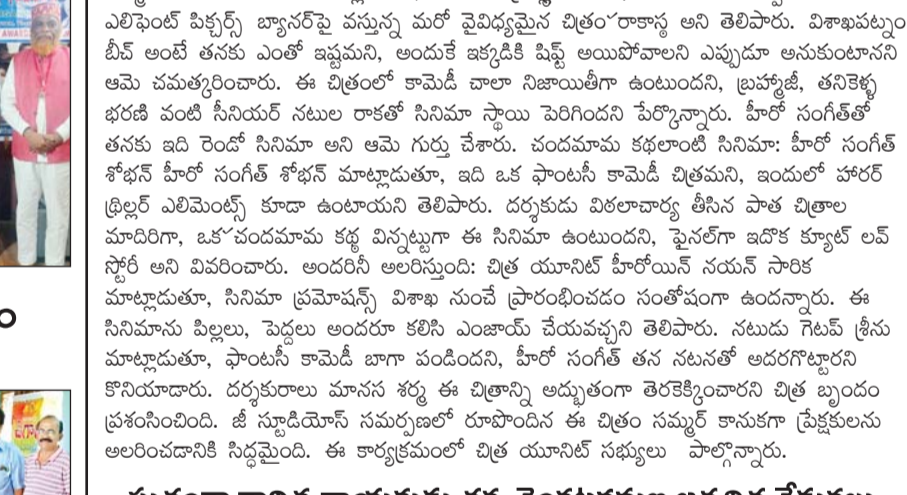 ఎలిఫెంట్ పిక్చర్స్ బ్యానర్‌పై వస్తున్న మరో వైవిధ్యమైన చిత్రం'రాకాస్థ అని తెలిపారు. విశాఖపట్నం
బీచ్ అంటే తనకు ఎంతో ఇష్టమని, అందుకే ఇక్కడికి షిఫ్ట్ అయిపోవాలని ఎప్పుడూ అనుకుంటానని
ఆమె చమత్కరించారు. ఈ చిత్రంలో కామెడీ చాలా నిజాయితీగా ఉంటుందని, బ్రహ్మాజీ, తనికెళ్ళ
భరణి వంటి సీనియర్ నటుల రాకతో సినిమా స్థాయి పెరిగిందని పేర్కొన్నారు. హీరో సంగీత్‌తో
తనకు ఇది రెండో సినిమా అని ఆమె గుర్తు చేశారు. చందమామ కథలాంటి సినిమా: హీరో సంగీత్
శోభన్ హీరో సంగీత్ శోభన్ మాట్లాడుతూ, ఇది ఒక ఫాంటసీ కామెడీ చిత్రమని, ఇందులో హారర్
థ్రిల్లర్ ఎలిమెంట్స్ కూడా ఉంటాయని తెలిపారు. దర్శకుడు విఠలాచార్య తీసిన పాత చిత్రాల
మాదిరిగా, ఒక'చందమామ కథ్థ విన్నట్టుగా ఈ సినిమా ఉంటుందని, ఫైనల్‌గా ఇదొక క్యూట్ లవ్
స్టోరీ అని వివరించారు. అందరినీ అలరిస్తుంది: చిత్ర యూనిట్ హీరోయిన్ నయన్ సారిక
మాట్లాడుతూ, సినిమా ప్రమోషన్స్ విశాఖ నుంచే ప్రారంభించడం సంతోషంగా ఉందన్నారు. ఈ
సినిమాను పిల్లలు, పెద్దలు అందరూ కలిసి ఎంజాయ్ చేయవచ్చని తెలిపారు. నటుడు గెటప్ శ్రీను
మాట్లాడుతూ, ఫాంటసీ కామెడీ బాగా పండిందని, హీరో సంగీత్ తన నటనతో అదరగొట్టారని
కొనియాడారు. దర్శకురాలు మానస శర్మ ఈ చిత్రాన్ని అద్భుతంగా తెరకెక్కించారని చిత్ర బృందం
ప్రశంసించింది. జీ స్టూడియోస్ సమర్పణలో రూపొందిన ఈ చిత్రం సమ్మర్ కానుకగా ప్రేక్షకులను
అలరించడానికి సిద్ధమైంది. ఈ కార్యక్రమంలో చిత్ర యూనిట్ సభ్యులు పాల్గొన్నారు.